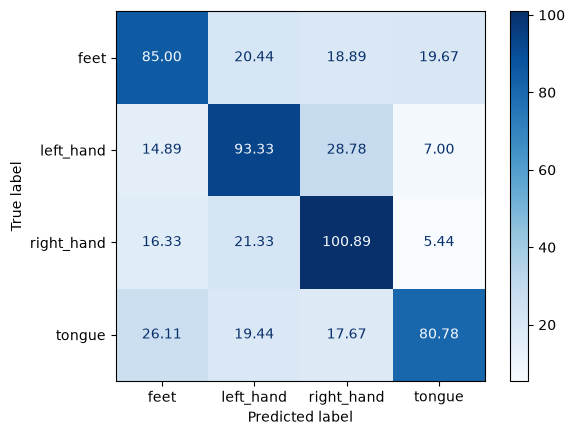 feet 85.00 20.44 18.89 19.67
left_hand 14.89 93.33 28.78 7.00
right_hand 16.33 21.33 100.89 5.44
tongue 26.11 19.44 17.67 80.78
feet left_hand right_hand tongue
Predicted label
True label
100
80
60
40
20